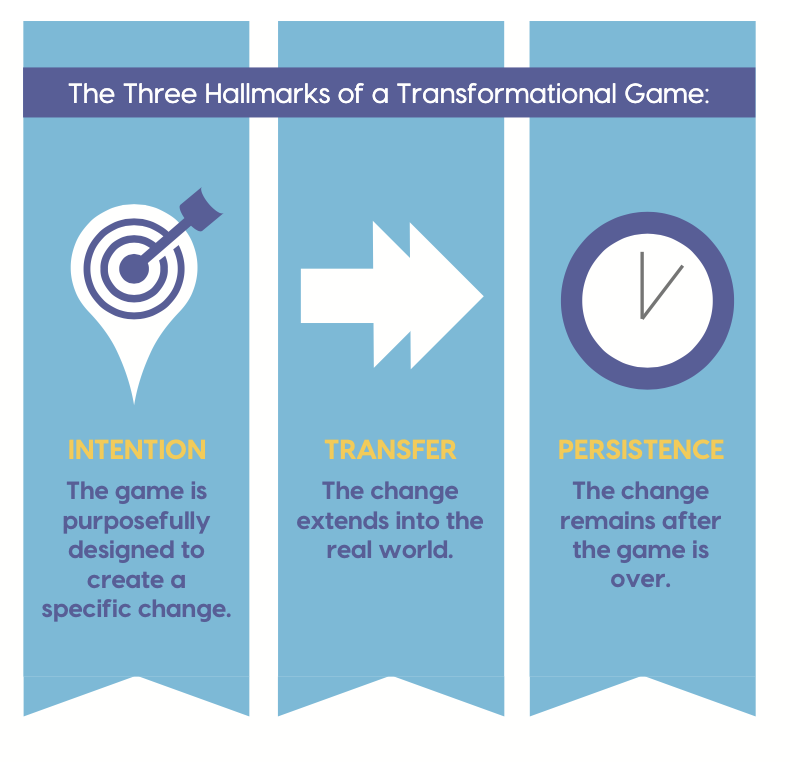 The Three Hallmarks of a Transformational Game:
INTENTION
The game is
purposefully
designed to
create a
specific change.
TRANSFER
The change
extends into the
real world.
PERSISTENCE
The change
remains after
the game is
over.